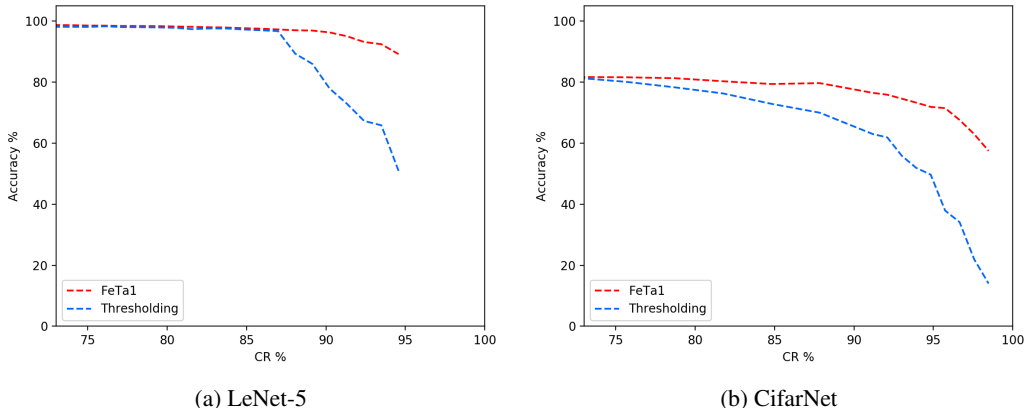 100
80
60
40
20
0
Accuracy %
75 80 85 90 95 100
CR %
FeTa1
Thresholding
(a) LeNet-5
100
80
60
40
20
0
Accuracy %
75 80 85 90 95 100
CR %
FeTa1
Thresholding
(b) CifarNet